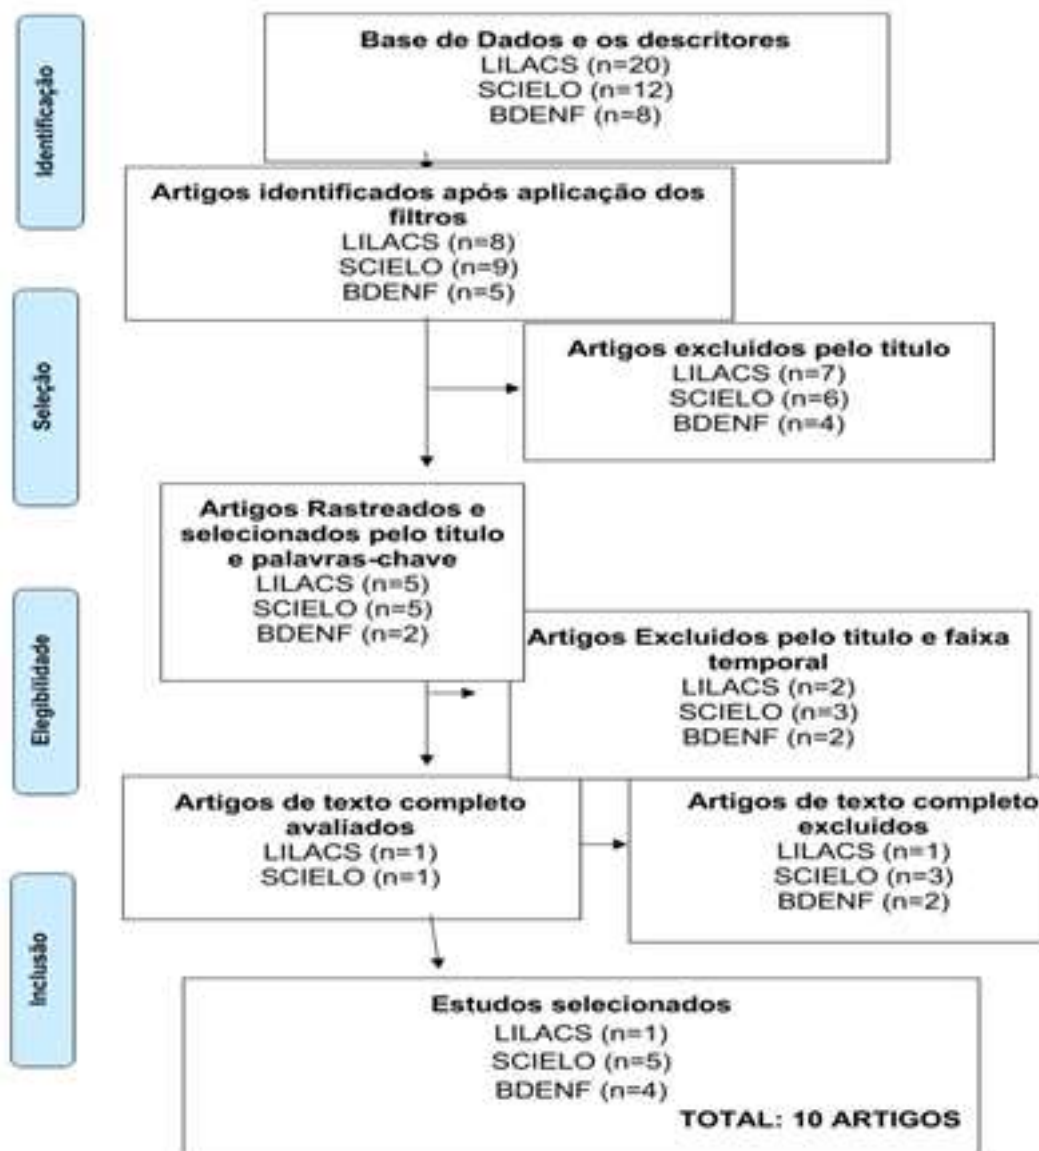 Identificação
Base de Dados e os descritores
LILACS (n=20)
SCIELO (n=12)
BDENF (n=8)
Artigos identificados após aplicação dos
filtros
LILACS (n=8)
SCIELO (n=9)
BDENF (n=5)
Seleção
Artigos excluidos pelo titulo
LILACS (n=7)
SCIELO (n=6)
BDENF (n=4)
Artigos Rastreados e
selecionados pelo titulo
e palavras-chave
LILACS (n=5)
SCIELO (n=5)
BDENF (n=2)
Elegibilidade
Artigos Excluidos pelo titulo e faixa
temporal
LILACS (n=2)
SCIELO (n=3)
BDENF (n=2)
Artigos de texto completo
avaliados
LILACS (n=1)
SCIELO (n=1)
Artigos de texto completo
excluidos
LILACS (n=1)
SCIELO (n=3)
BDENF (n=2)
Inclusão
Estudos selecionados
LILACS (n=1)
SCIELO (n=5)
BDENF (n=4)
TOTAL: 10 ARTIGOS